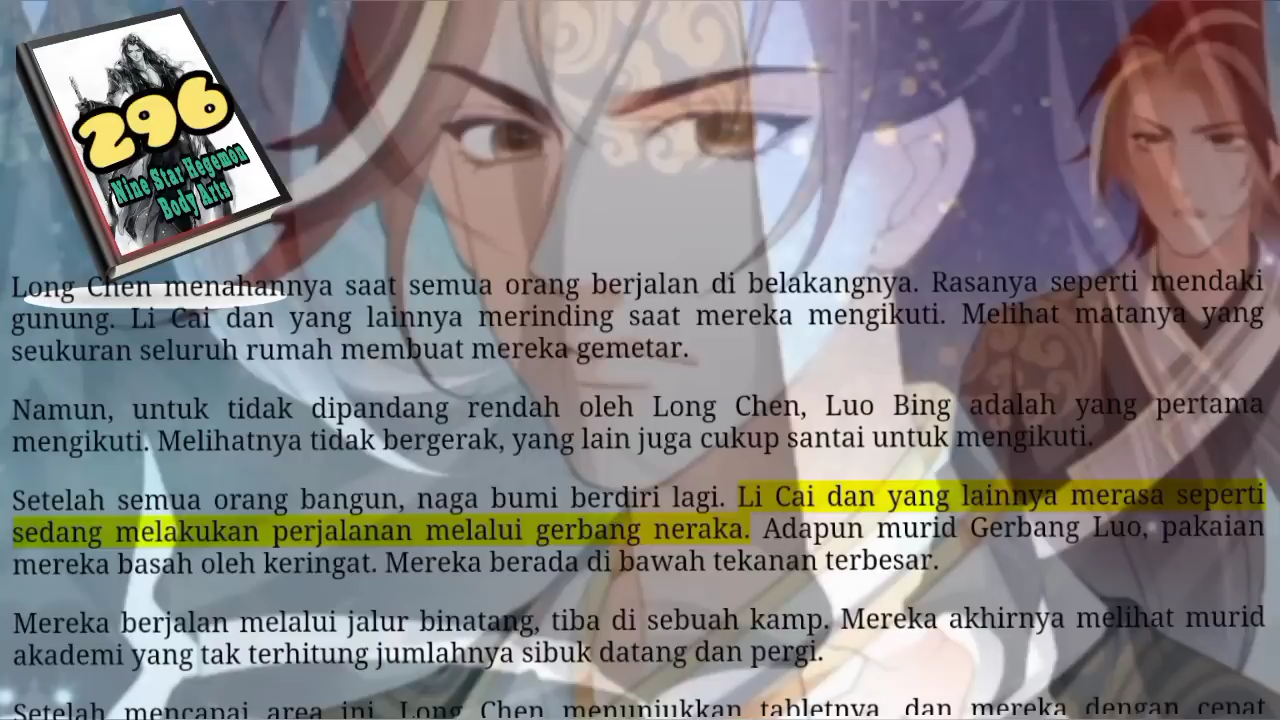 296
Nine Star Hegemon
Body Arts
Long Chen menahannya saat semua orang berjalan di belakangnya. Rasanya seperti mendaki
gunung. Li Cai dan yang lainnya merinding saat mereka mengikuti. Melihat matanya yang
seukuran seluruh rumah membuat mereka gemetar.
Namun, untuk tidak dipandang rendah oleh Long Chen, Luo Bing adalah yang pertama
mengikuti. Melihatnya tidak bergerak, yang lain juga cukup santai untuk mengikuti.
Setelah semua orang bangun, naga bumi berdiri lagi. Li Cai dan yang lainnya merasa seperti
sedang melakukan perjalanan melalui gerbang neraka. Adapun murid Gerbang Luo, pakaian
mereka basah oleh keringat. Mereka berada di bawah tekanan terbesar.
Mereka berjalan melalui jalur binatang, tiba di sebuah kamp. Mereka akhirnya melihat murid
akademi yang tak terhitung jumlahnya sibuk datang dan pergi.
Setelah mencapai area ini, Long Chen menunjukkan tabletnya, dan mereka dengan cepat